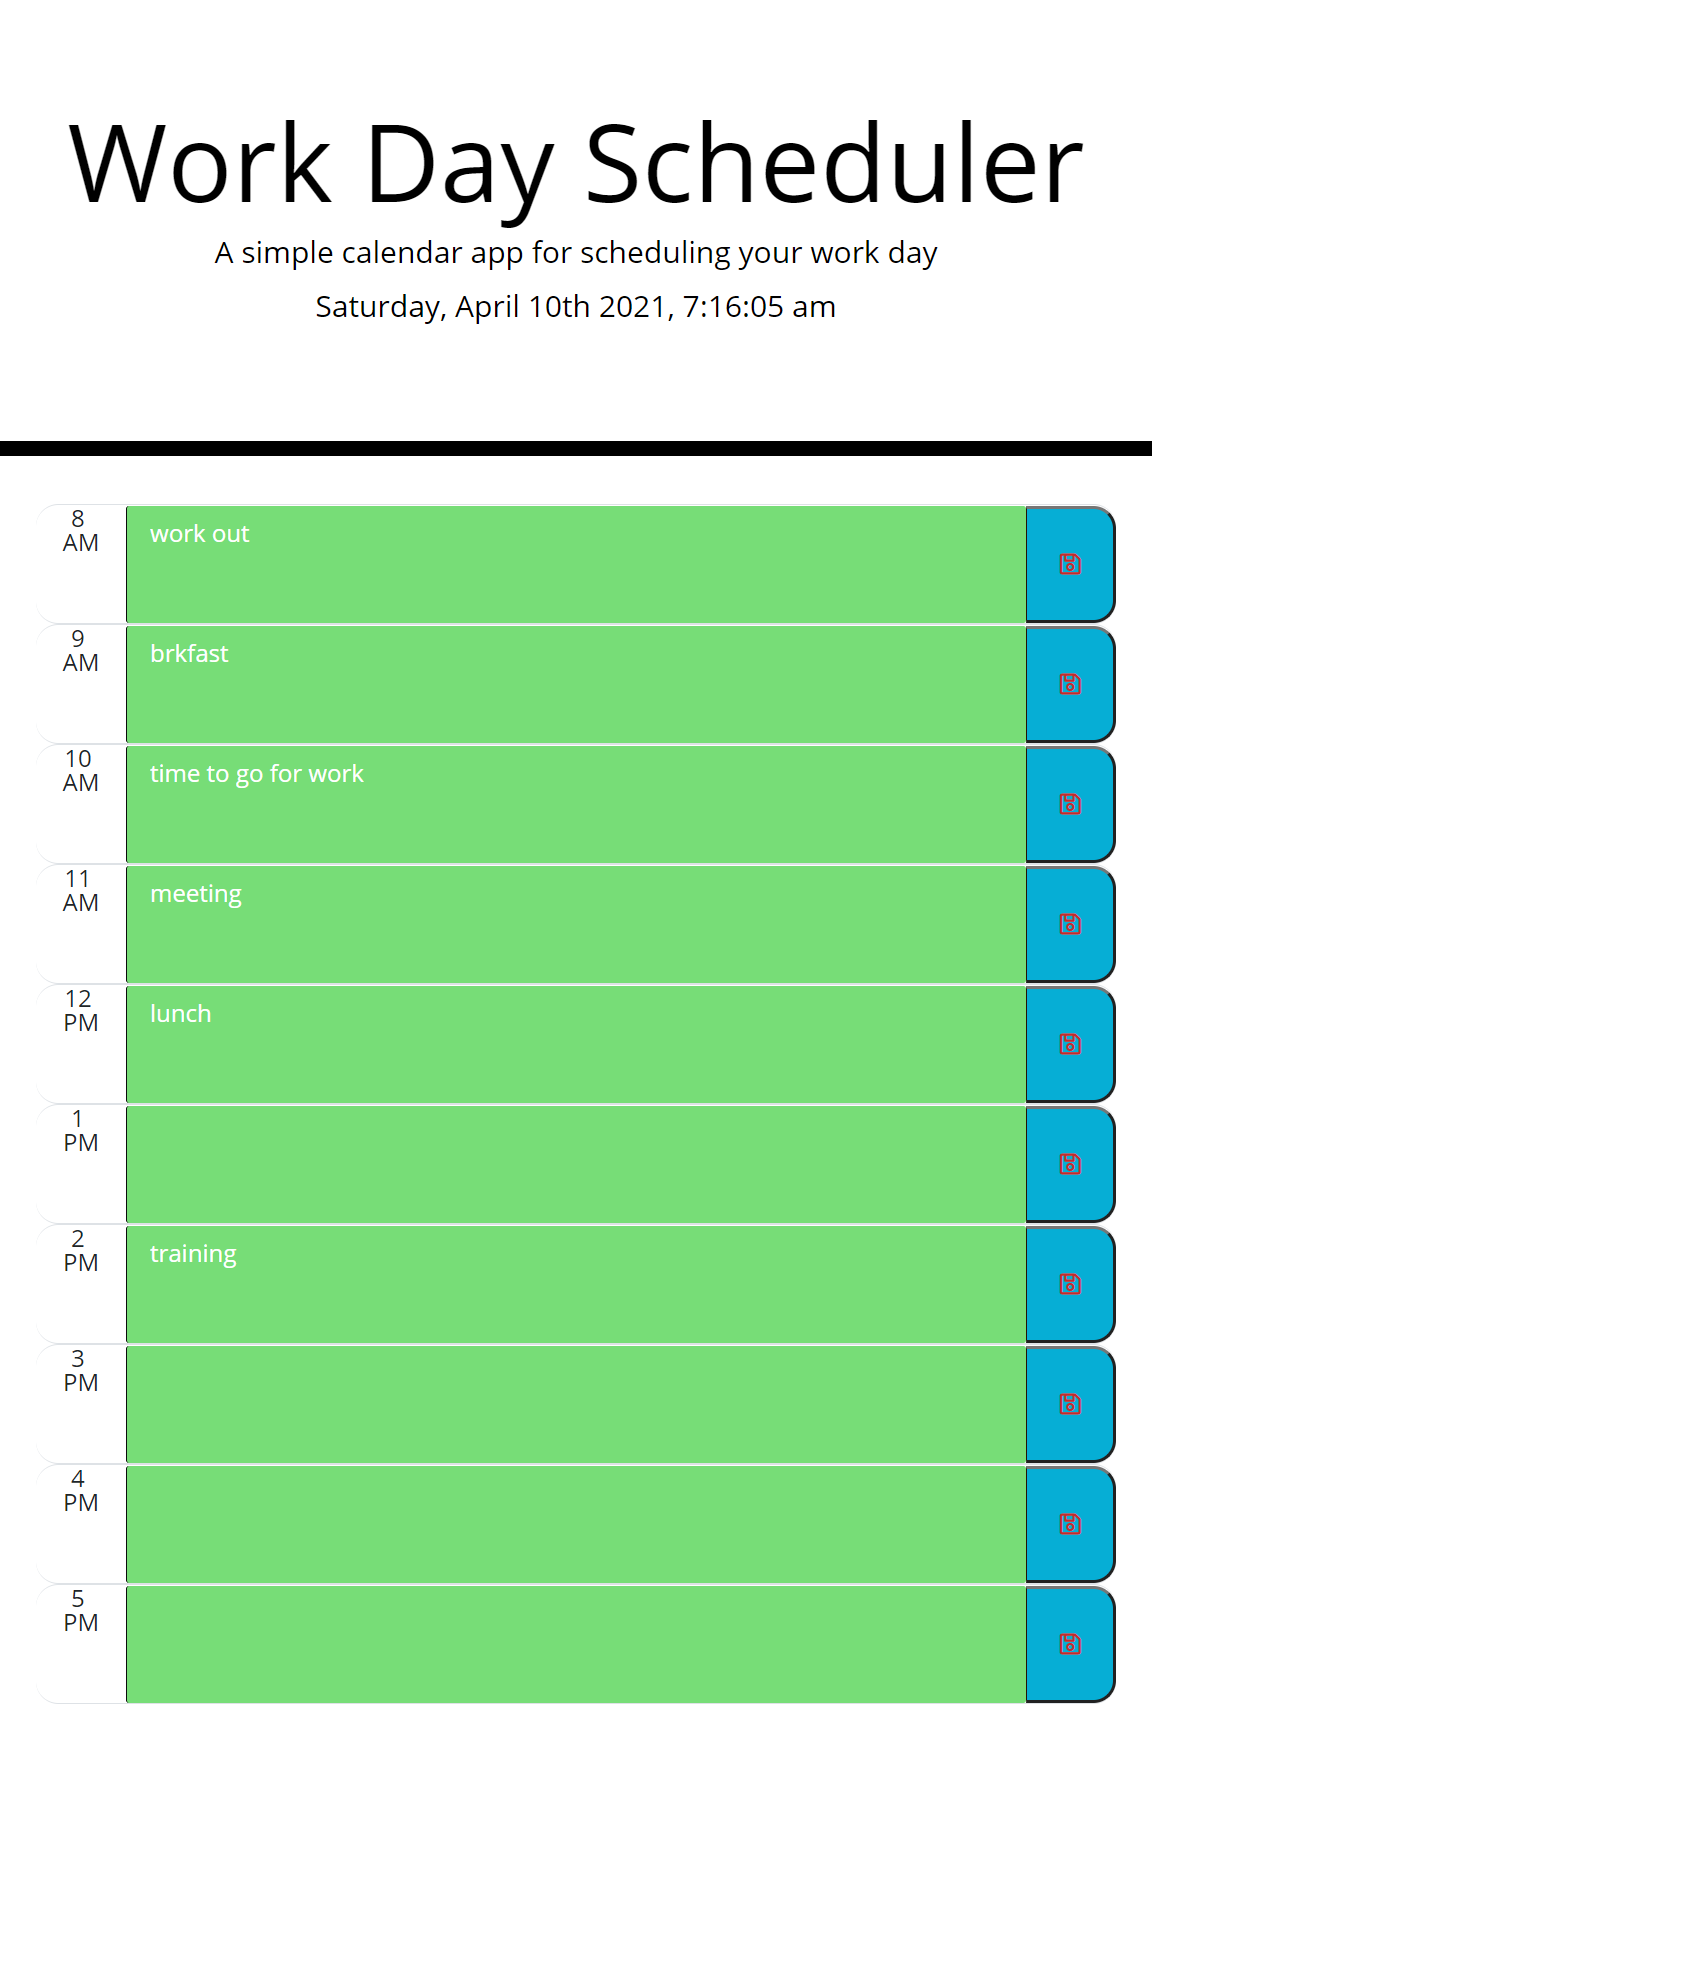 Work Day Scheduler
A simple calendar app for scheduling your work day
Saturday, April 10th 2021, 7:16:05 am
8
AM
work out
9
AM
brkfast
10
AM
time to go for work
11
AM
meeting
12
PM
lunch
1
PM
2
PM
training
3
PM
4
PM
5
PM